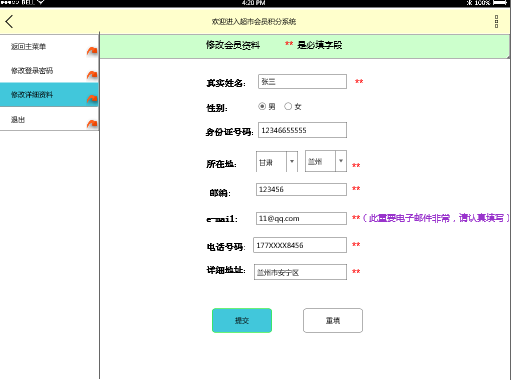 BELL 4:20 PM 100%
欢迎进入超市会员积分系统
返回主菜单
修改登录密码
修改详细资料
退出
修改会员资料 ** 是必填字段
真实姓名: 张三 **
性别: 男 女
身份证号码: 12346655555
所在地: 甘肃 兰州 **
邮编: 123456 **
e-mail: 11@qq.com **（此重要电子邮件非常，请认真填写）
电话号码: 177XXXX8456 **
详细地址: 兰州市安宁区 **
提交 重填